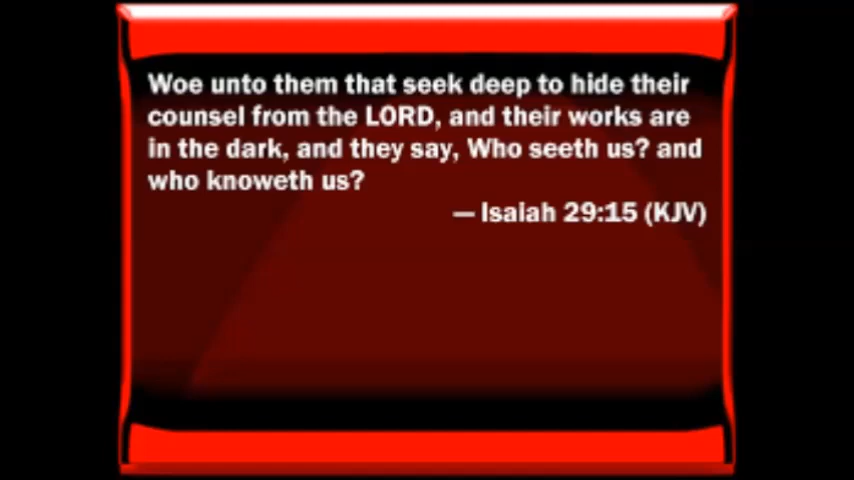 Woe unto them that seek deep to hide their
counsel from the LORD, and their works are
in the dark, and they say, Who seeth us? and
who knoweth us?
— Isaiah 29:15 (KJV)